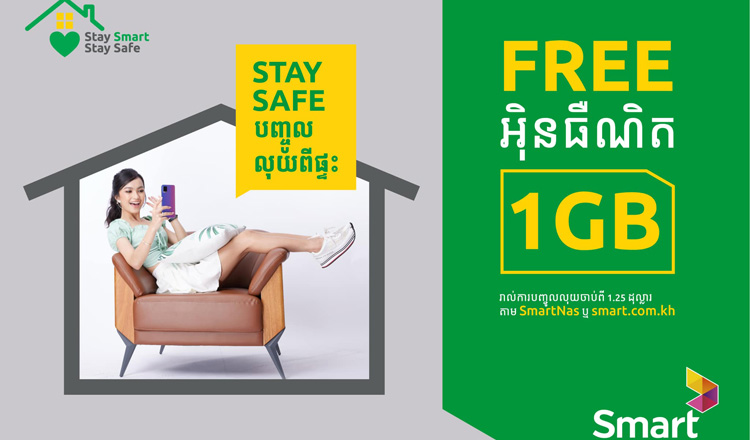 Stay Smart
Stay Safe
STAY
SAFE
បញ្ចូល
លុយពីផ្ទះ
FREE
អ៊ិនធឺណិត
1GB
រាល់ការបញ្ចូលលុយចាប់ពី 1.25 ដុល្លារ
តាម SmartNas ឬ smart.com.kh
Smart